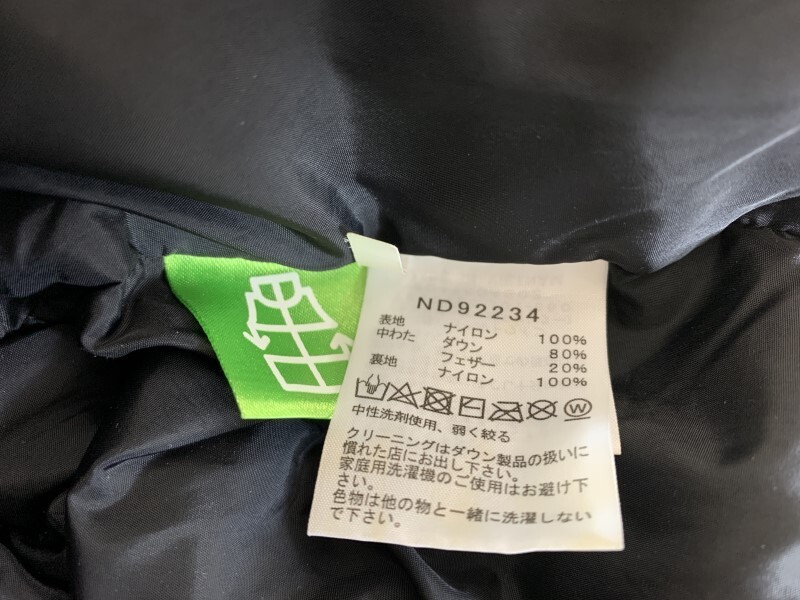 ND92234
表地 ナイロン 100%
中わた ダウン 80%
フェザー 20%
裏地 ナイロン 100%
W
中性洗剤使用、弱く絞る
クリーニングはダウン製品の扱いに
慣れた店にお出し下さい。
家庭用洗濯機のご使用はお避け下
さい。
色物は他の物と一緒に洗濯しない
で下さい。